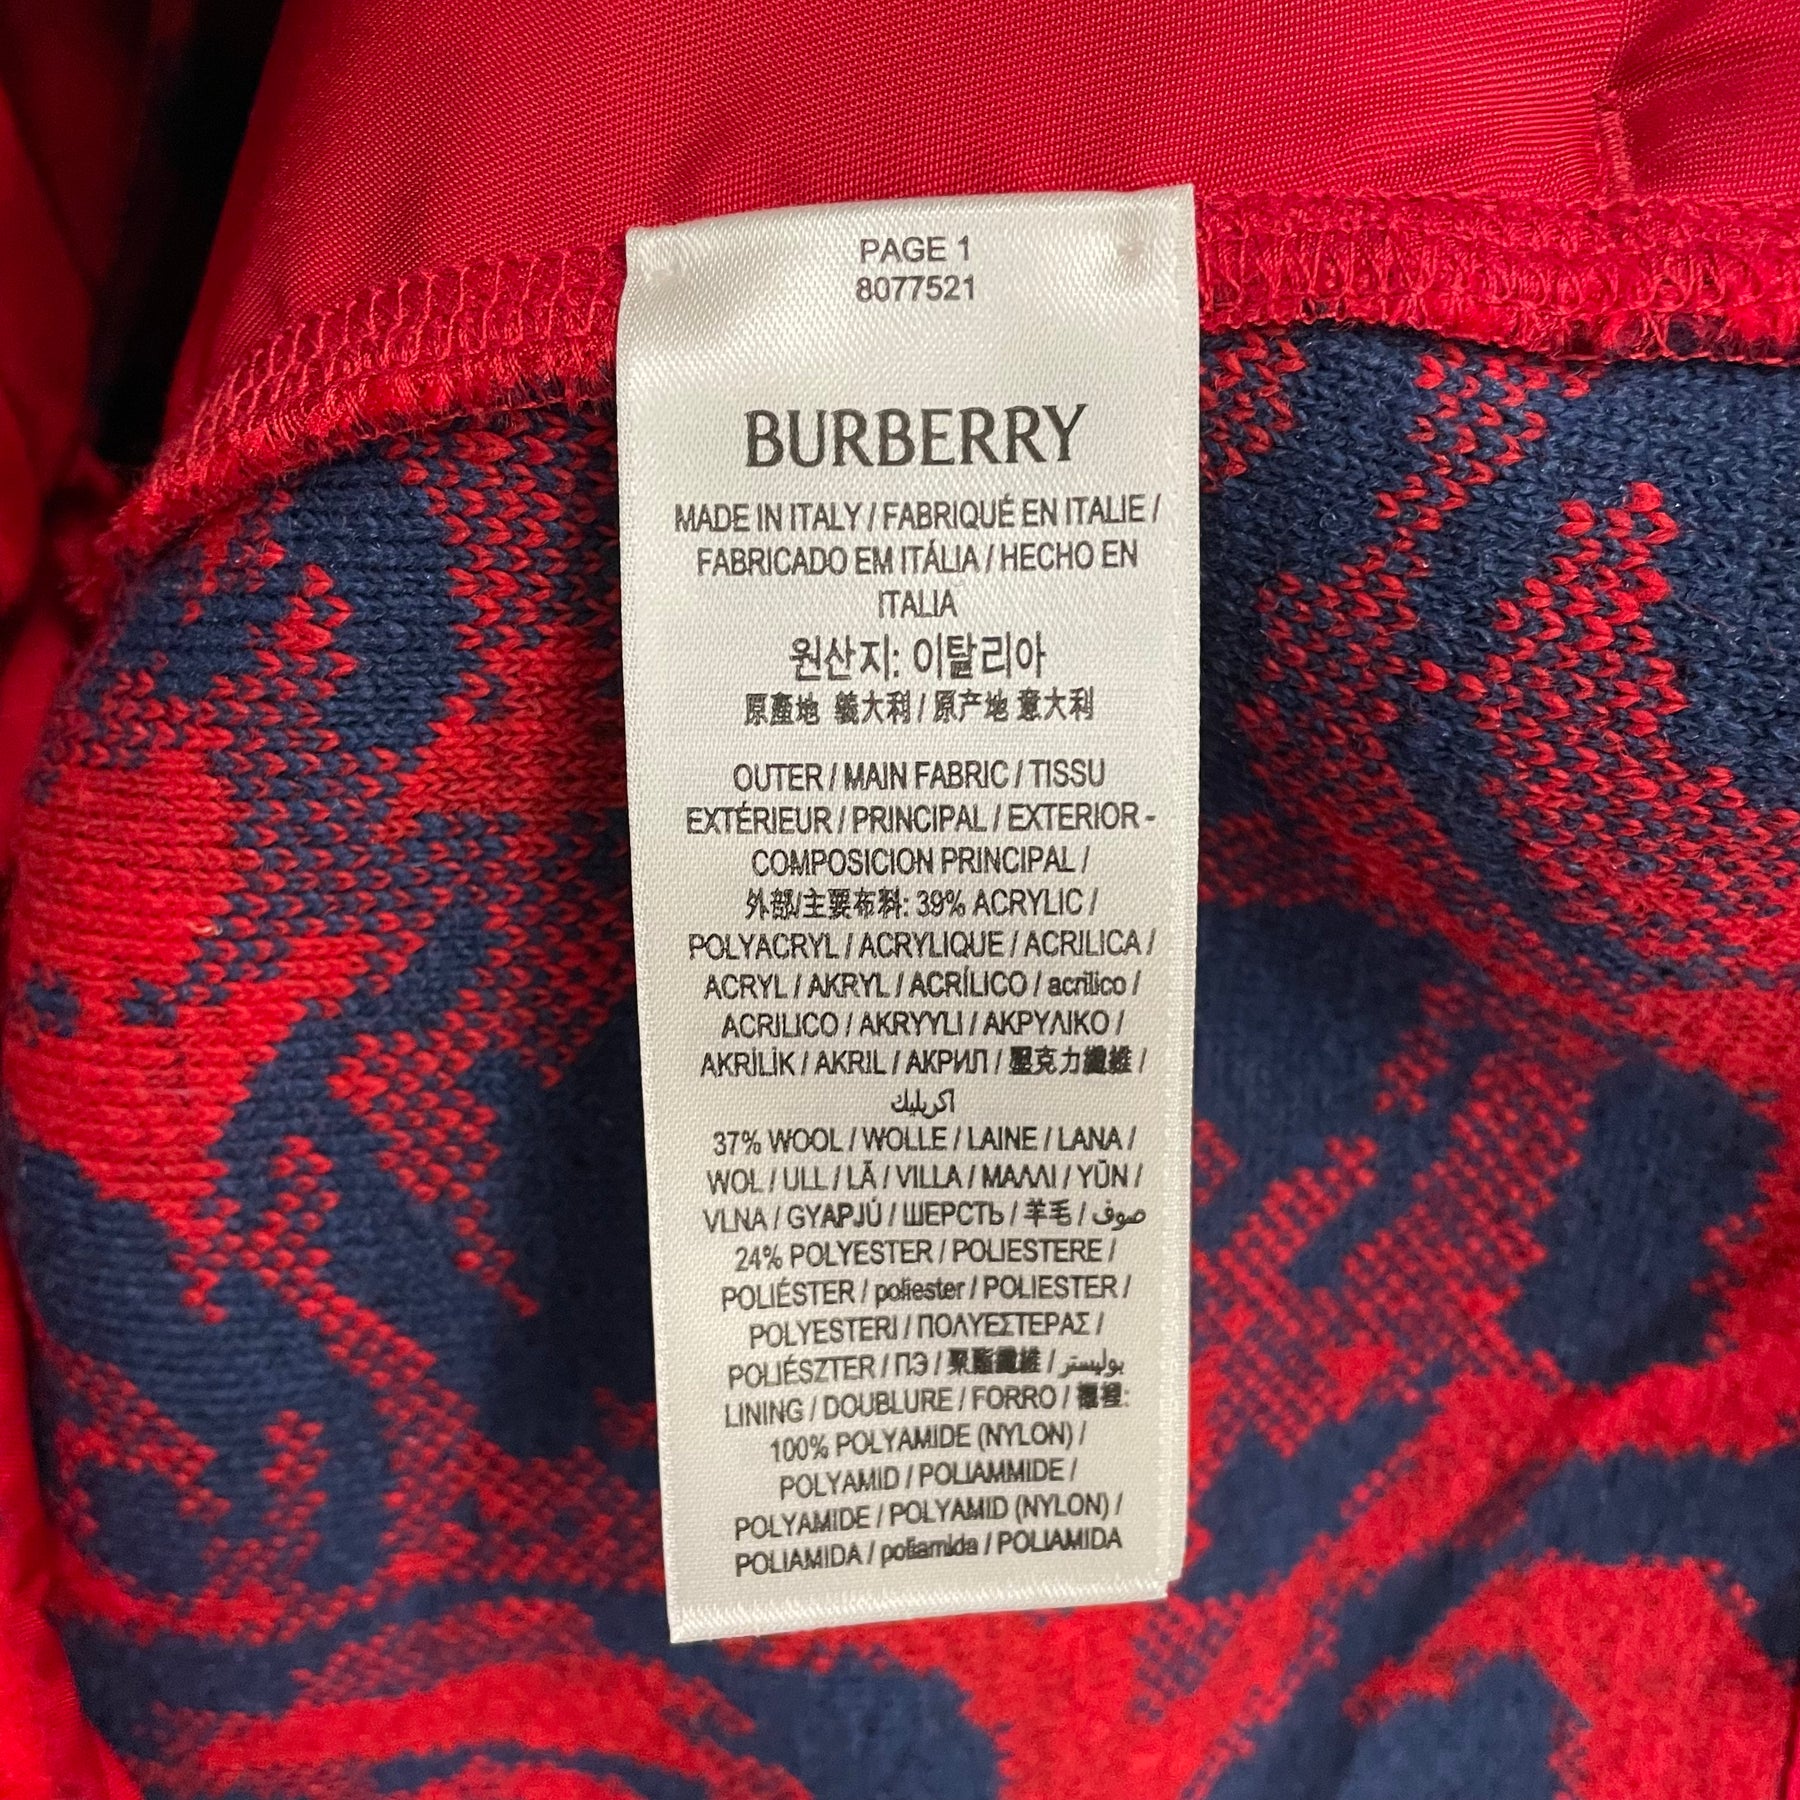 PAGE 1
8077521
BURBERRY
MADE IN ITALY / FABRIQUÉ EN ITALIE /
FABRICADO EM ITÁLIA / HECHO EN
ITALIA
원산지: 이탈리아
原產地 義大利 / 原产地 意大利
OUTER / MAIN FABRIC / TISSU
EXTÉRIEUR / PRINCIPAL / EXTERIOR -
COMPOSICION PRINCIPAL /
外部/主要布料: 39% ACRYLIC /
POLYACRYL / ACRYLIQUE / ACRILICA /
ACRYL / AKRYL / ACRÍLICO / acrílico /
ACRILICO / AKRYYLI / ΑΚΡΥΛΙΚΟ /
AKRİLİK / AKRIL / АКРИЛ / 壓克力纖維 /
اكريليك
37% WOOL / WOLLE / LAINE / LANA /
WOL / ULL / LÃ / VILLA / ΜΑΛΛΙ / YÜN /
VLNA / GYAPJÚ / ШЕРСТЬ / 羊毛 / صوف
24% POLYESTER / POLIESTERE /
POLIÉSTER / poliester / POLIESTER /
POLYESTERI / ΠΟΛΥΕΣΤΕΡΑΣ /
POLIÉSZTER / ПЭ / 聚酯纖維 / بوليستر
LINING / DOUBLURE / FORRO / 裡襯:
100% POLYAMIDE (NYLON) /
POLYAMID / POLIAMMIDE /
POLYAMIDE / POLYAMID (NYLON) /
POLIAMIDA / poliamida / POLIAMIDA